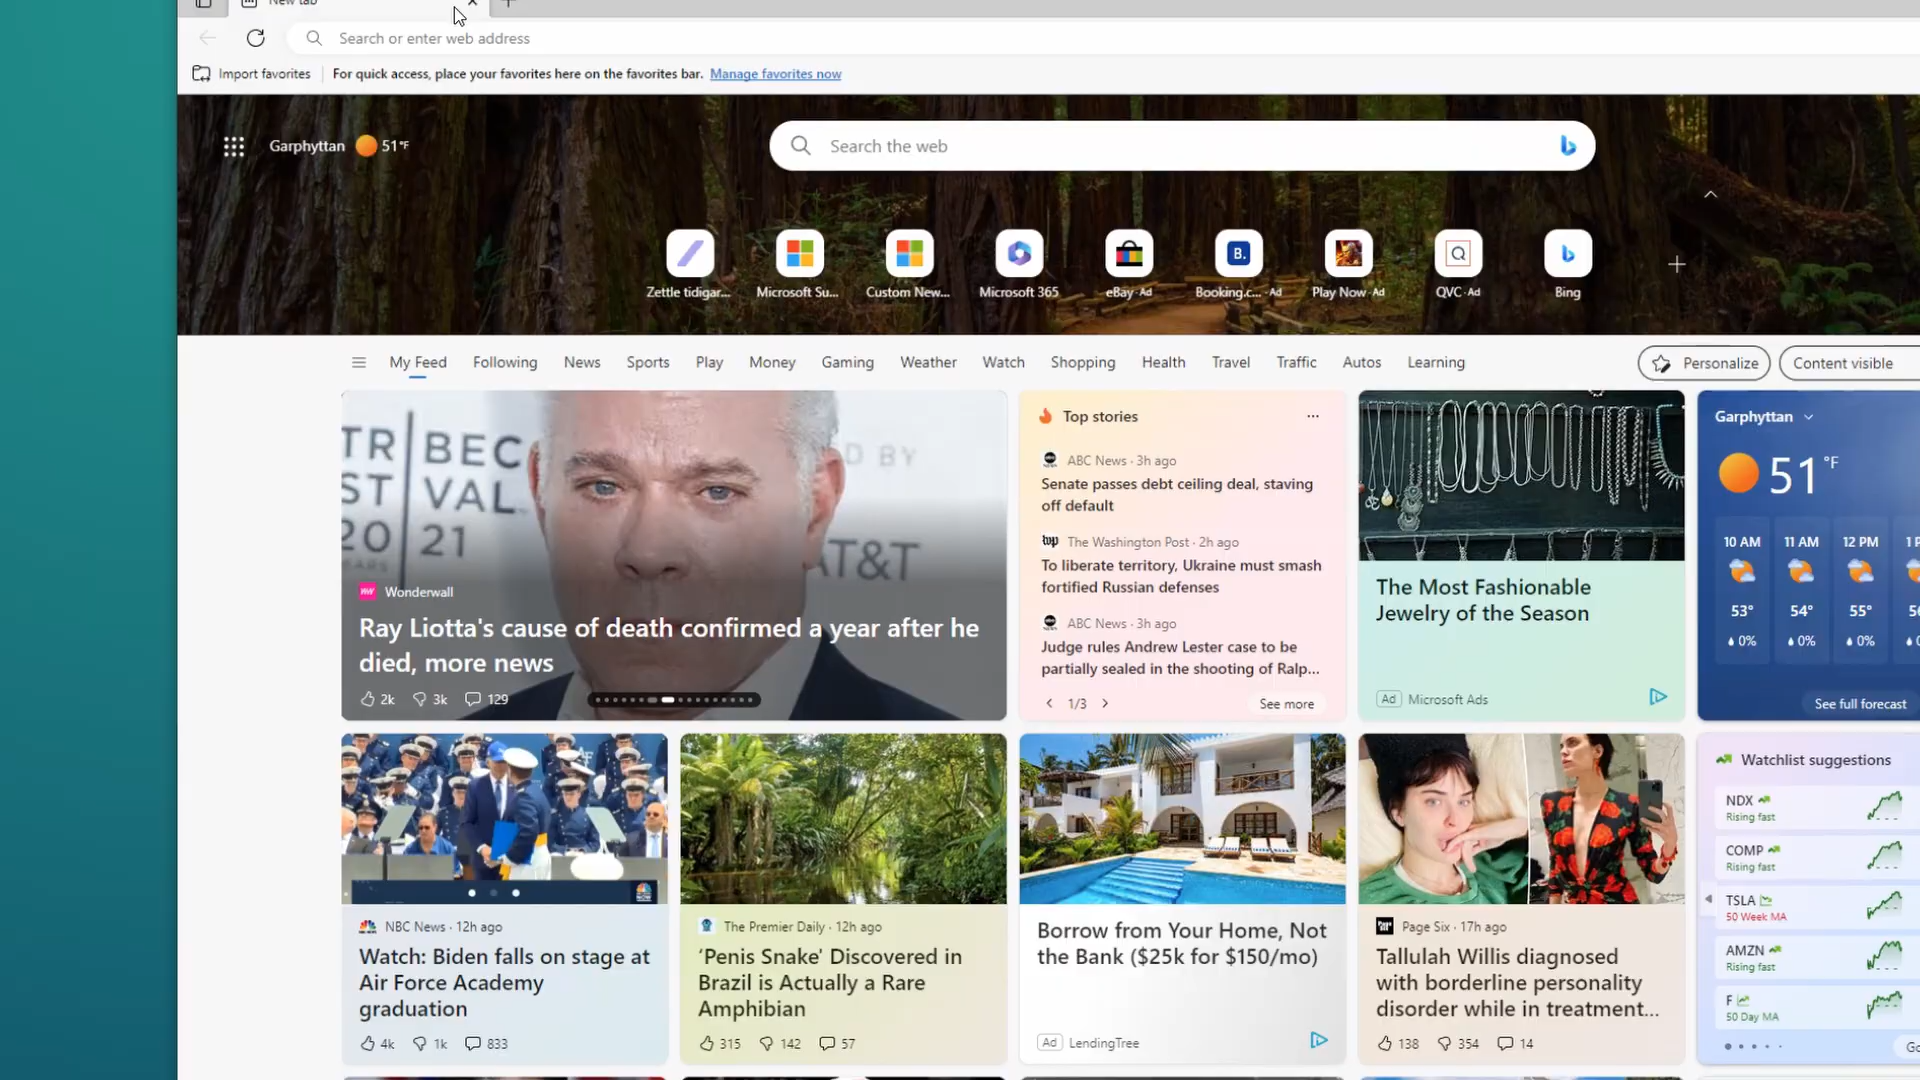 New tab
Search or enter web address
Import favorites
For quick access, place your favorites here on the favorites bar. Manage favorites now
Garphyttan 51°F
Search the web
Zettle tidigar...
Microsoft Su...
Custom New...
Microsoft 365
eBay · Ad
Booking.c... · Ad
Play Now · Ad
QVC · Ad
Bing
My Feed
Following
News
Sports
Play
Money
Gaming
Weather
Watch
Shopping
Health
Travel
Traffic
Autos
Learning
Personalize
Content visible
TR BEC
ST VAL
20 21
YEARS
D BY
AT&T
Wonderwall
Ray Liotta's cause of death confirmed a year after he
died, more news
2k 3k 129
Top stories
ABC News · 3h ago
Senate passes debt ceiling deal, staving
off default
The Washington Post · 2h ago
To liberate territory, Ukraine must smash
fortified Russian defenses
ABC News · 3h ago
Judge rules Andrew Lester case to be
partially sealed in the shooting of Ralp...
1/3
See more
The Most Fashionable
Jewelry of the Season
Ad Microsoft Ads
Garphyttan
51 °F
10 AM 11 AM 12 PM
53° 54° 55°
0% 0% 0%
See full forecast
NBC News · 12h ago
Watch: Biden falls on stage at
Air Force Academy
graduation
4k 1k 833
The Premier Daily · 12h ago
'Penis Snake' Discovered in
Brazil is Actually a Rare
Amphibian
315 142 57
Borrow from Your Home, Not
the Bank ($25k for $150/mo)
Ad LendingTree
Page Six · 17h ago
Tallulah Willis diagnosed
with borderline personality
disorder while in treatment...
138 354 14
Watchlist suggestions
NDX
Rising fast
COMP
Rising fast
TSLA
50 Week MA
AMZN
Rising fast
F
50 Day MA